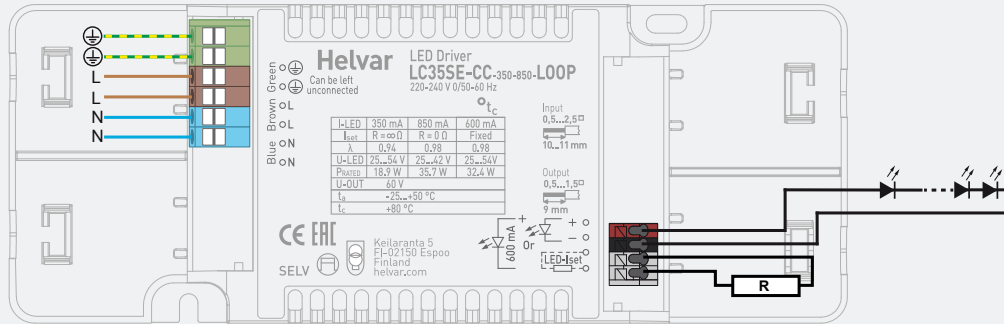 ⏚
⏚
L
L
N
N
Green
Brown
Blue
⏚
⏚
L
L
N
N
Helvar
Can be left
unconnected
LED Driver
LC35SE-CC-350-850-LOOP
220-240 V 0/50-60 Hz
tc
I-LED 350 mA 850 mA 600 mA
Iset R = ∞ Ω R = 0 Ω Fixed
λ 0.94 0.98 0.98
U-LED 25...54 V 25...42 V 25...54V
PRATED 18.9 W 35.7 W 32.4 W
U-OUT 60 V
ta -25...+50 °C
tc +80 °C
Input
0,5...2,5□
10...11 mm
Output
0,5...1,5□
9 mm
CE EAC
SELV
Keilaranta 5
FI-02150 Espoo
Finland
helvar.com
600 mA
+
Or
+
−
LED-Iset
R